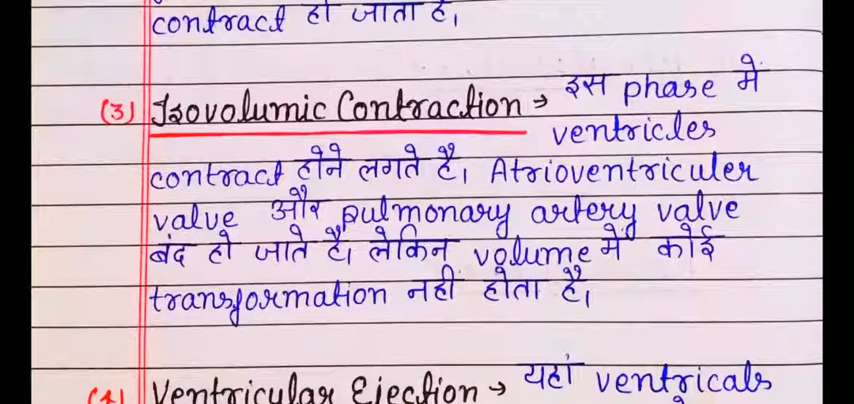 contract हो जाता है,
(3) Isovolumic Contraction → इस phase में
ventricles
contract होने लगते है, Atrioventriculer
valve और pulmonary artery valve
बंद हो जाते है, लेकिन volume में कोई
transformation नहीं होता है,
(4) Ventricular Ejection → यहां ventricals